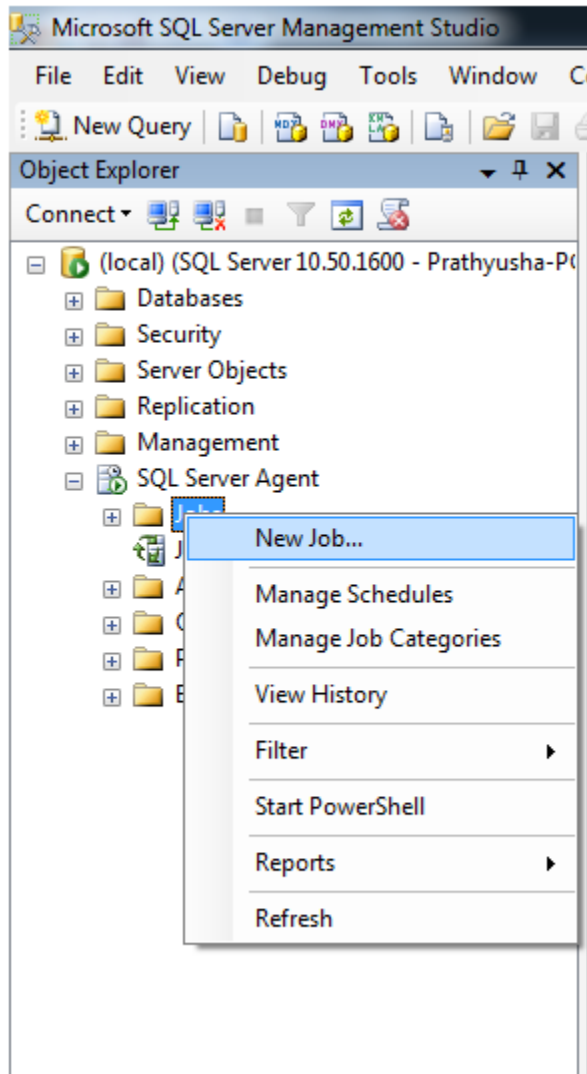 Microsoft SQL Server Management Studio
File Edit View Debug Tools Window
New Query
Object Explorer
Connect
(local) (SQL Server 10.50.1600 - Prathyusha-P
Databases
Security
Server Objects
Replication
Management
SQL Server Agent
Jobs
New Job...
Manage Schedules
Manage Job Categories
View History
Filter
Start PowerShell
Reports
Refresh